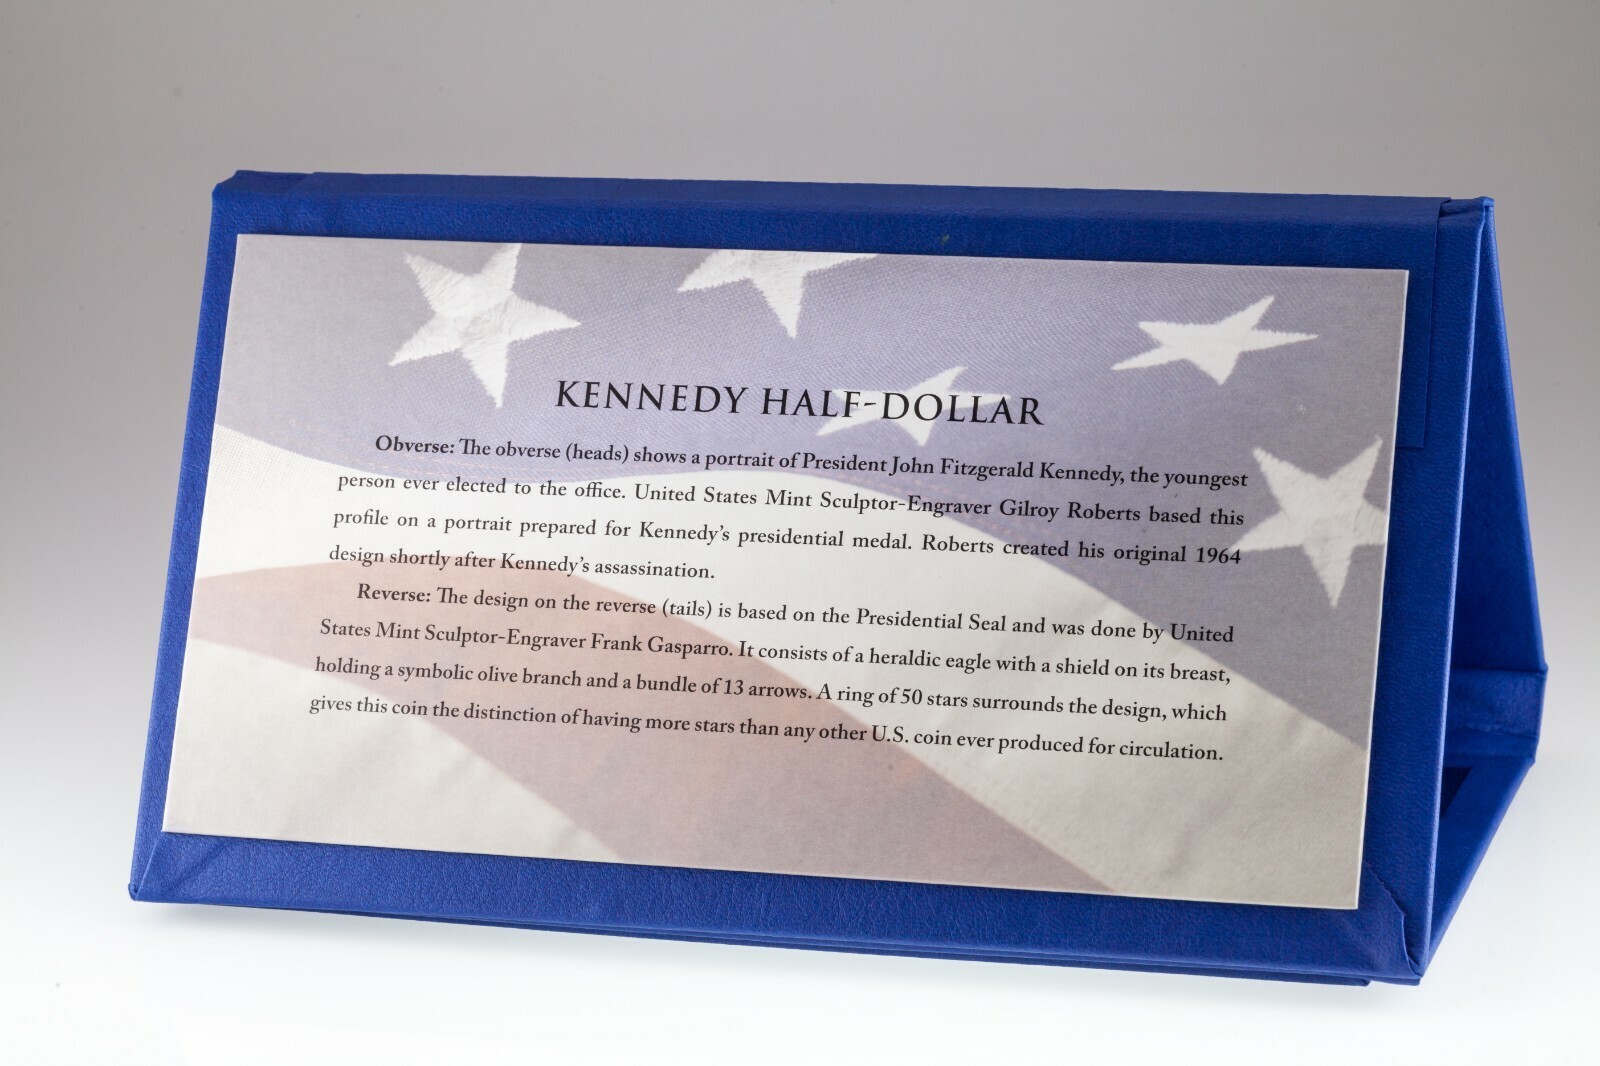 KENNEDY HALF-DOLLAR
Obverse: The obverse (heads) shows a portrait of President John Fitzgerald Kennedy, the youngest
person ever elected to the office. United States Mint Sculptor-Engraver Gilroy Roberts based this
profile on a portrait prepared for Kennedy's presidential medal. Roberts created his original 1964
design shortly after Kennedy's assassination.
Reverse: The design on the reverse (tails) is based on the Presidential Seal and was done by United
States Mint Sculptor-Engraver Frank Gasparro. It consists of a heraldic eagle with a shield on its breast,
holding a symbolic olive branch and a bundle of 13 arrows. A ring of 50 stars surrounds the design, which
gives this coin the distinction of having more stars than any other U.S. coin ever produced for circulation.